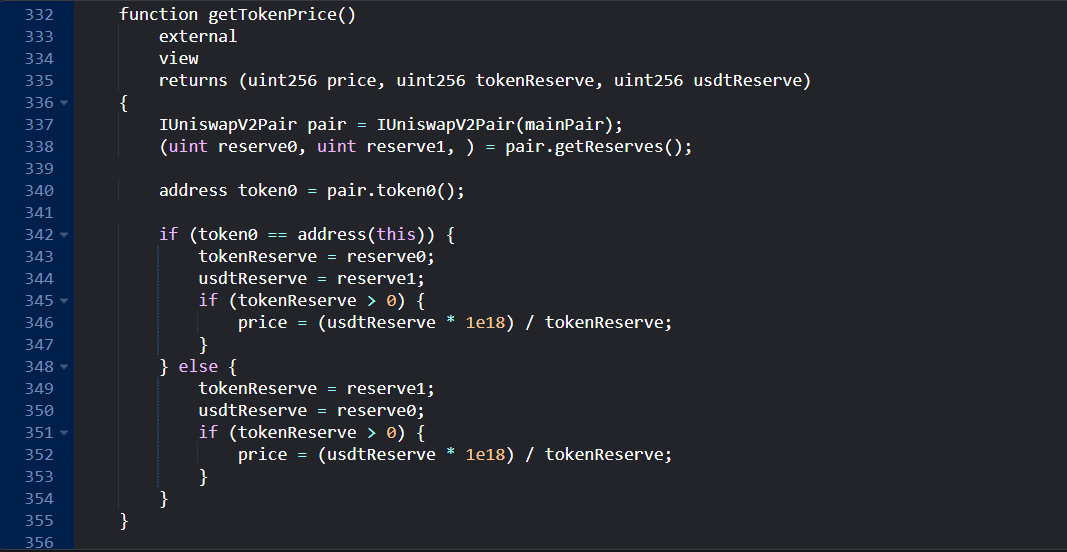 332 function getTokenPrice()
333 external
334 view
335 returns (uint256 price, uint256 tokenReserve, uint256 usdtReserve)
336 {
337 IUniswapV2Pair pair = IUniswapV2Pair(mainPair);
338 (uint reserve0, uint reserve1, ) = pair.getReserves();
339
340 address token0 = pair.token0();
341
342 if (token0 == address(this)) {
343 tokenReserve = reserve0;
344 usdtReserve = reserve1;
345 if (tokenReserve > 0) {
346 price = (usdtReserve * 1e18) / tokenReserve;
347 }
348 } else {
349 tokenReserve = reserve1;
350 usdtReserve = reserve0;
351 if (tokenReserve > 0) {
352 price = (usdtReserve * 1e18) / tokenReserve;
353 }
354 }
355 }
356